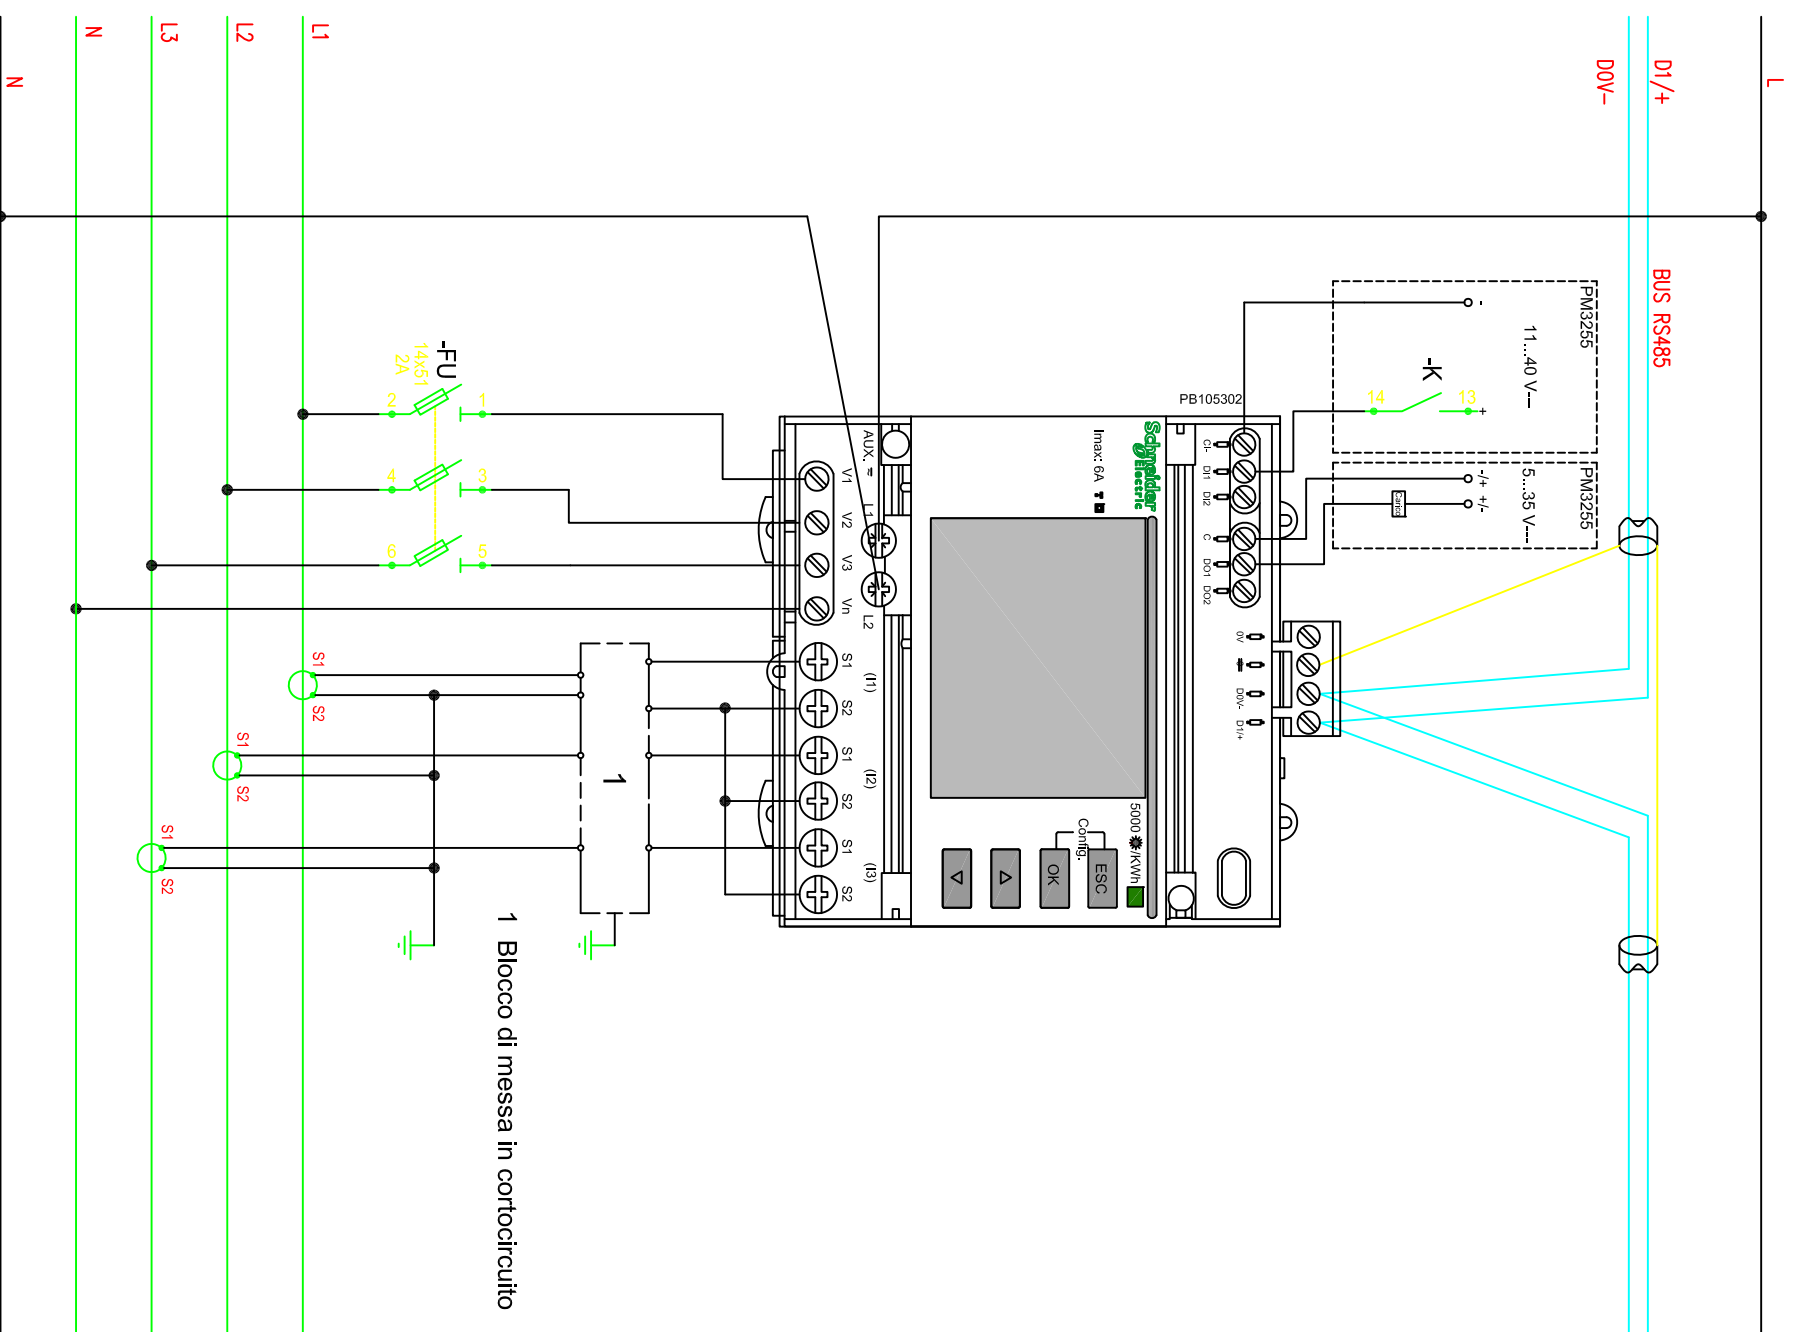 L
D1/+
D0V-
BUS RS485
PM3255
11...40 V
-
-K
14
13
+
PM3255
5...35 V
-/+
+/-
Carico
PB105302
CI-
DI1
DI2
C
DO1
DO2
0V
D0V-
D1/+
Schneider
Electric
Imax: 6A
5000
/KWh
Config.
ESC
OK
AUX.
L1
L2
V1
V2
V3
Vn
S1
(I1)
S2
S1
(I2)
S2
S1
(I3)
S2
-FU
14x51
2A
2
1
4
3
6
5
1
S1
S2
S1
S2
S1
S2
1 Blocco di messa in cortocircuito
L1
L2
L3
N
N